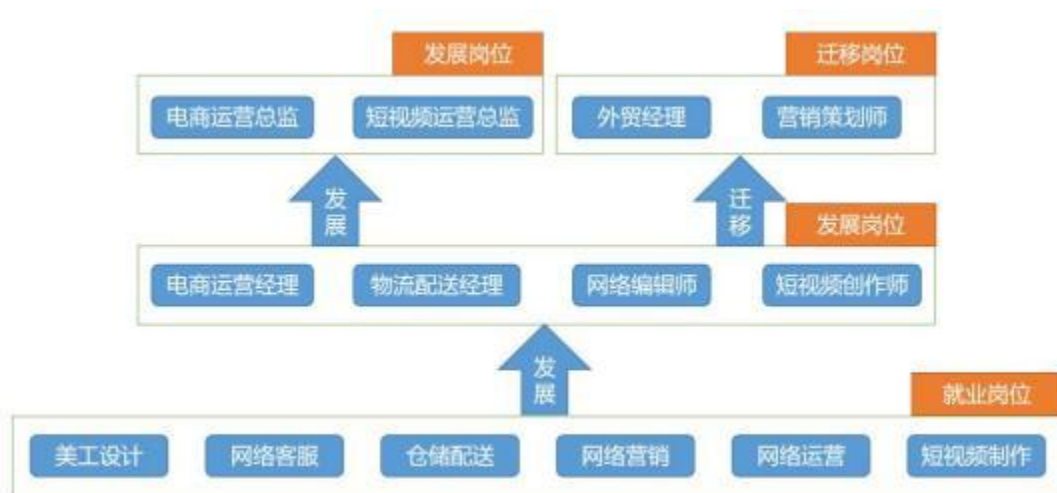 发展岗位
迁移岗位
电商运营总监
短视频运营总监
外贸经理
营销策划师
发展
迁移
发展岗位
电商运营经理
物流配送经理
网络编辑师
短视频创作师
发展
就业岗位
美工设计
网络客服
仓储配送
网络营销
网络运营
短视频制作